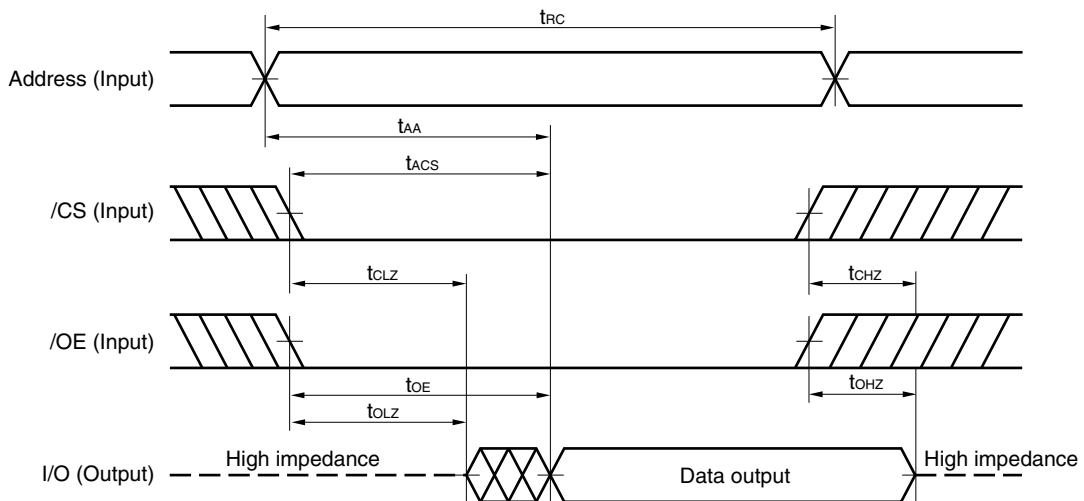 tRC
Address (Input)
tAA
tACS
/CS (Input)
tCLZ
tCHZ
/OE (Input)
tOE
tOHZ
tOLZ
I/O (Output)
High impedance
Data output
High impedance